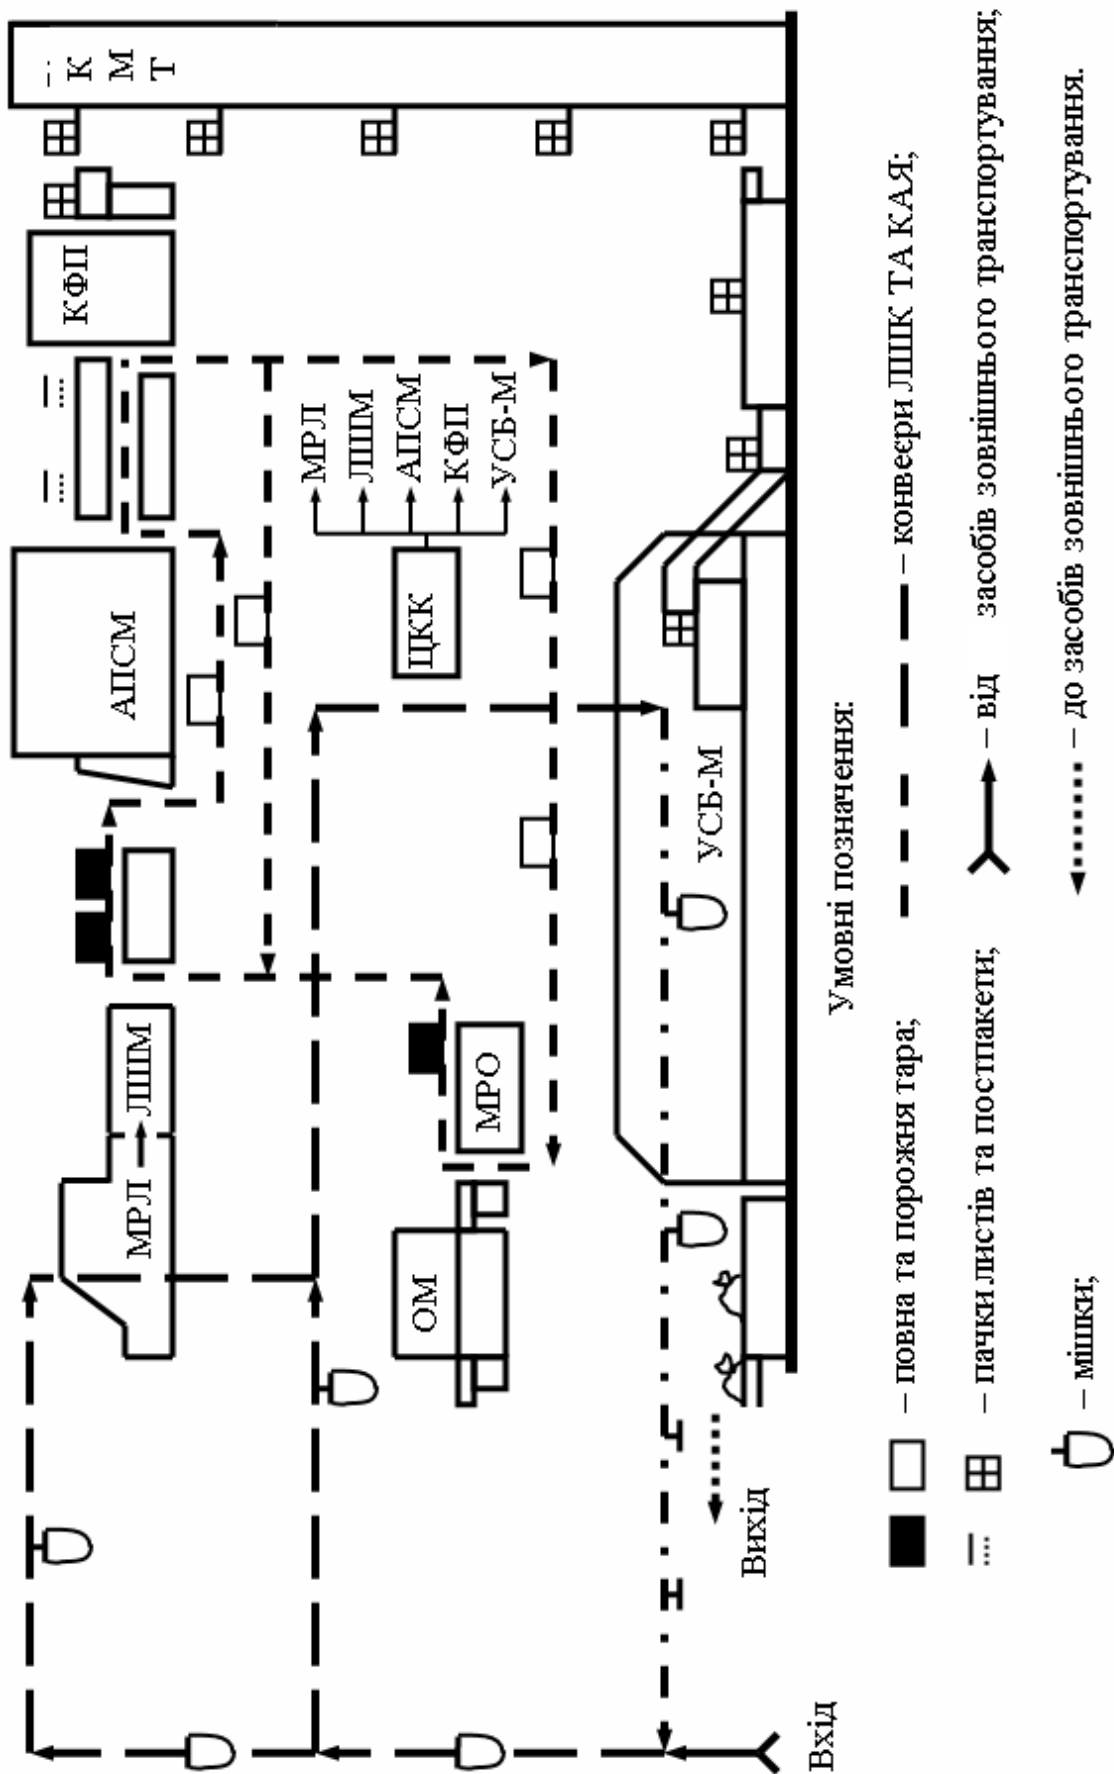 КМТ
КФП
АПСМ
МРЛ
ЛШМ
МРЛ
ЛШМ
АПСМ
КФП
УСБ-М
ЦКК
ОМ
МРО
УСБ-М
Вхід
Вихід
Умовні позначення:
– повна та порожня тара;
– конвеєри ЛШК ТА КАЯ;
– пачки листів та постпакети;
– від засобів зовнішнього транспортування;
– мішки;
– до засобів зовнішнього транспортування.